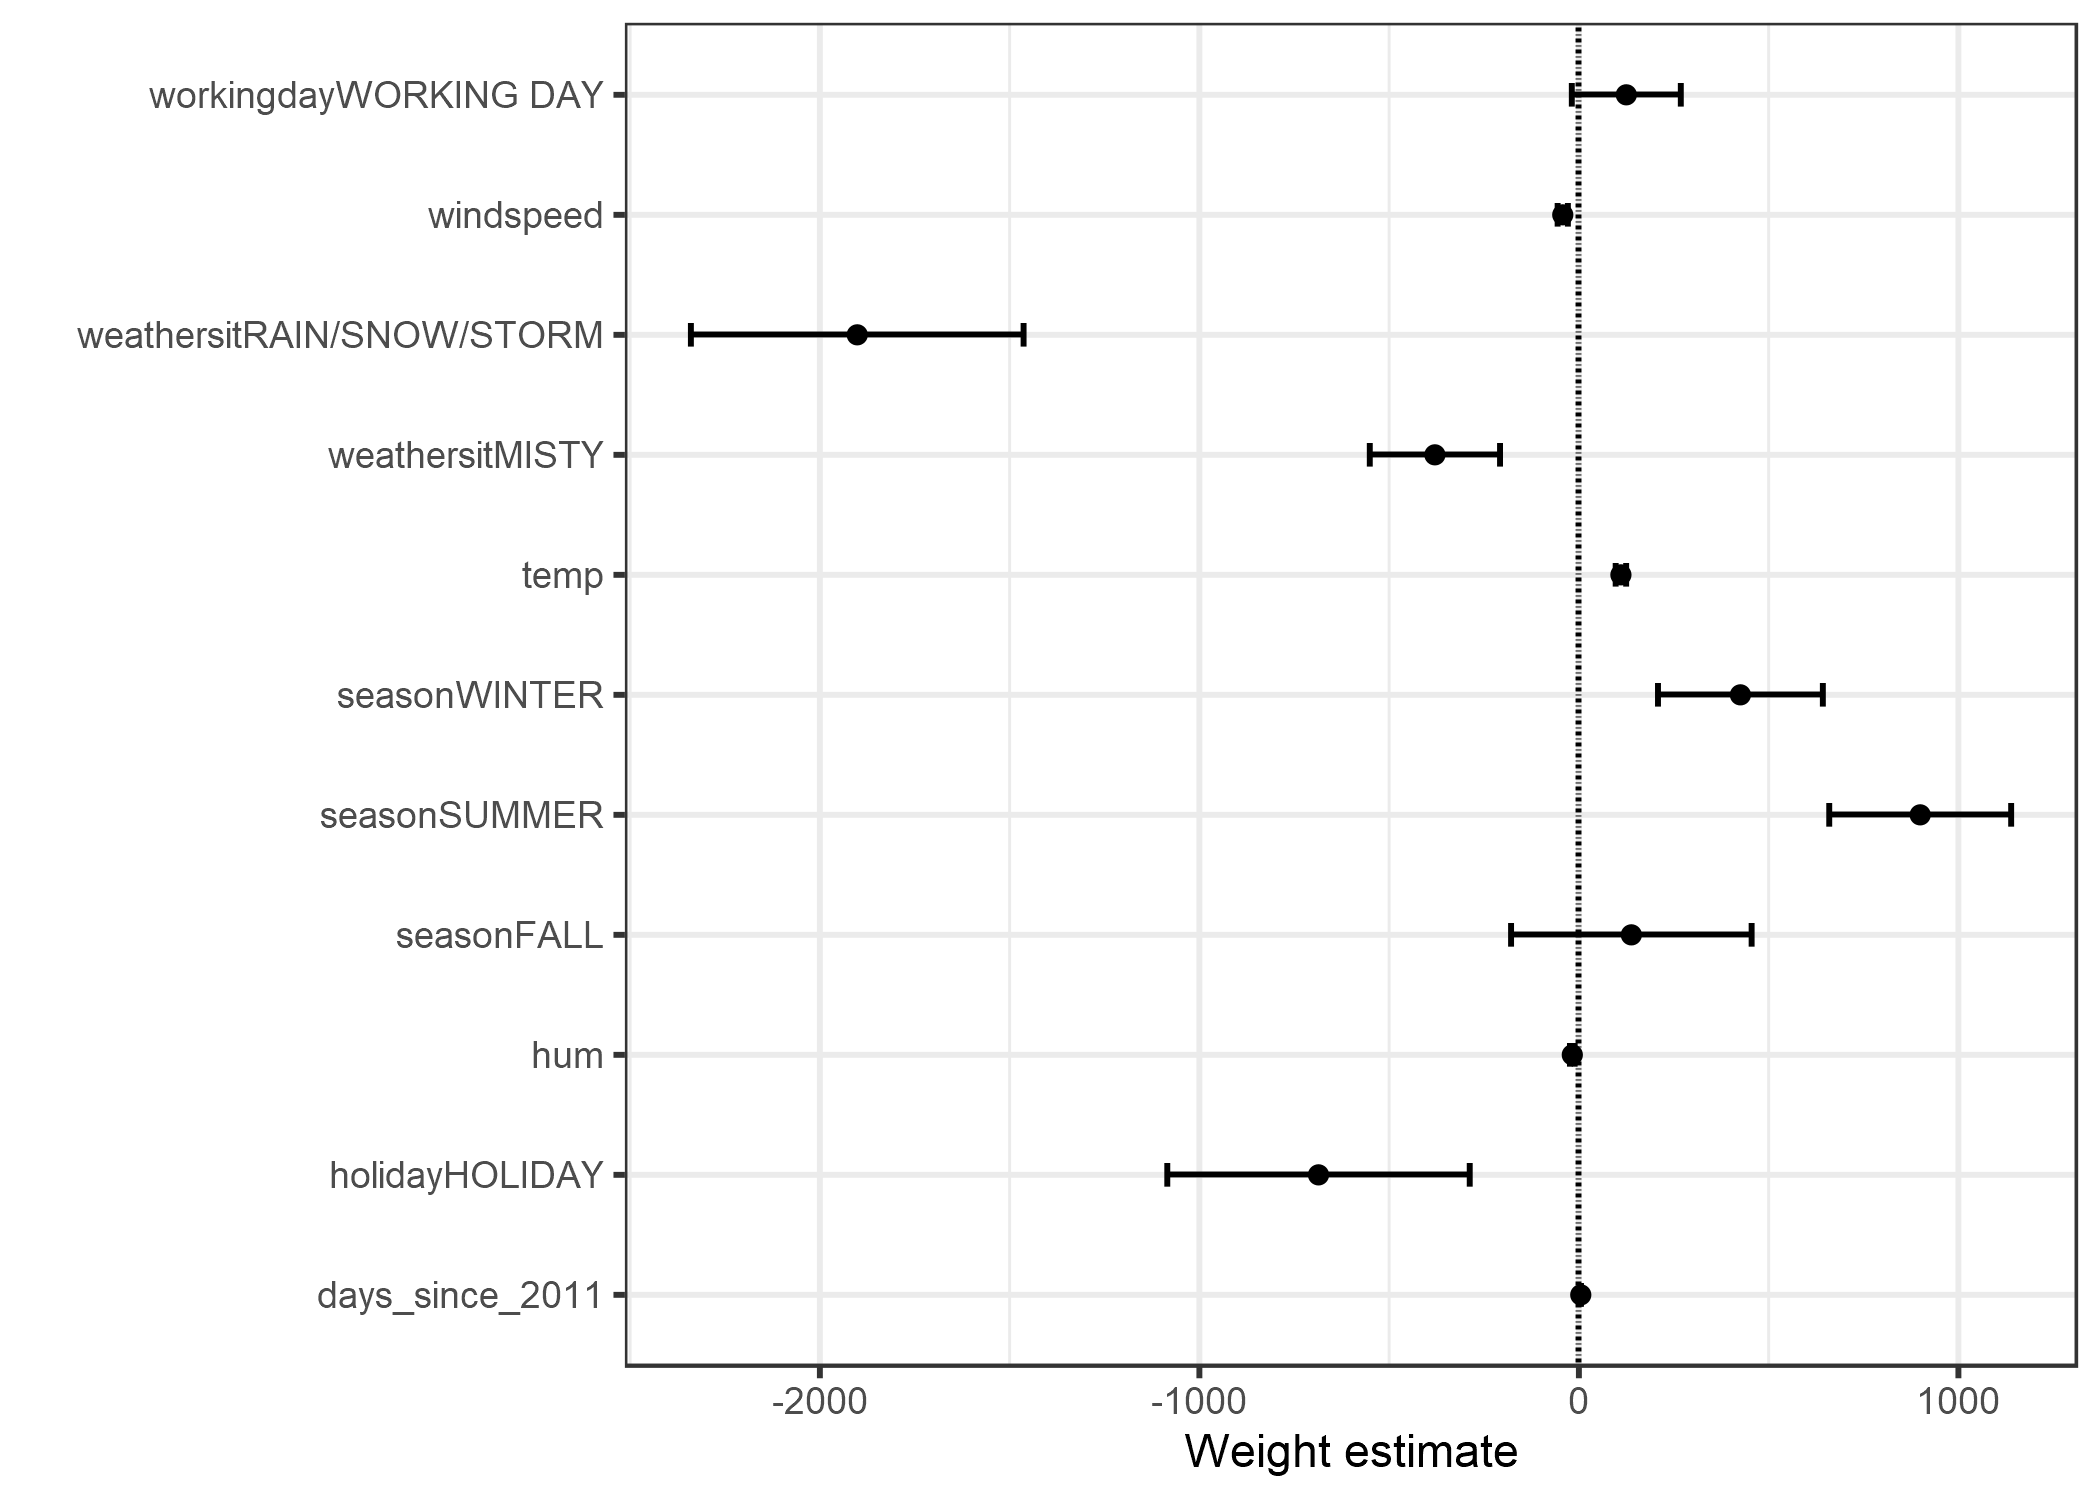 workingdayWORKING DAY
windspeed
weathersitRAIN/SNOW/STORM
weathersitMISTY
temp
seasonWINTER
seasonSUMMER
seasonFALL
hum
holidayHOLIDAY
days_since_2011
-2000 -1000 0 1000
Weight estimate